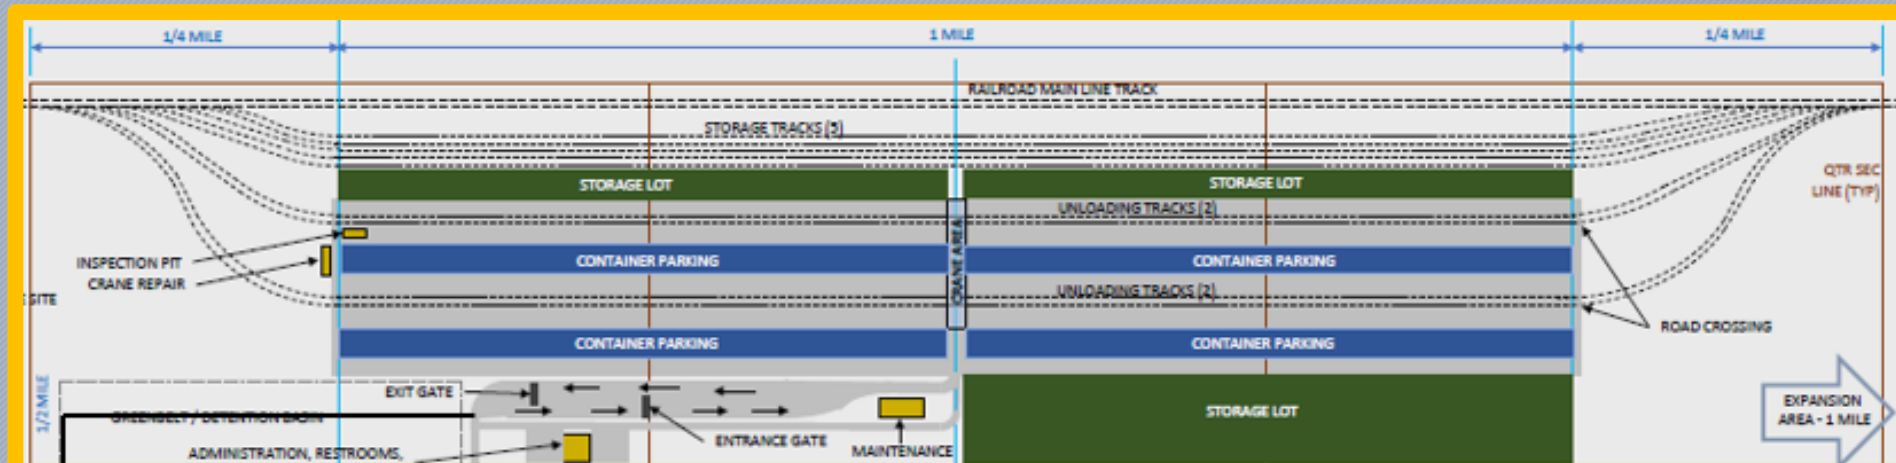 1/4 MILE
1 MILE
1/4 MILE
RAILROAD MAIN LINE TRACK
STORAGE TRACKS (5)
QTR SEC
LINE (TYP)
STORAGE LOT
STORAGE LOT
UNLOADING TRACKS (2)
CRANE AREA
INSPECTION PIT
CRANE REPAIR
CONTAINER PARKING
CONTAINER PARKING
SITE
UNLOADING TRACKS (2)
ROAD CROSSING
CONTAINER PARKING
CONTAINER PARKING
1/2 MILE
EXIT GATE
GREENBELT / DETENTION BASIN
ENTRANCE GATE
MAINTENANCE
ADMINISTRATION, RESTROOMS,
STORAGE LOT
EXPANSION
AREA - 1 MILE